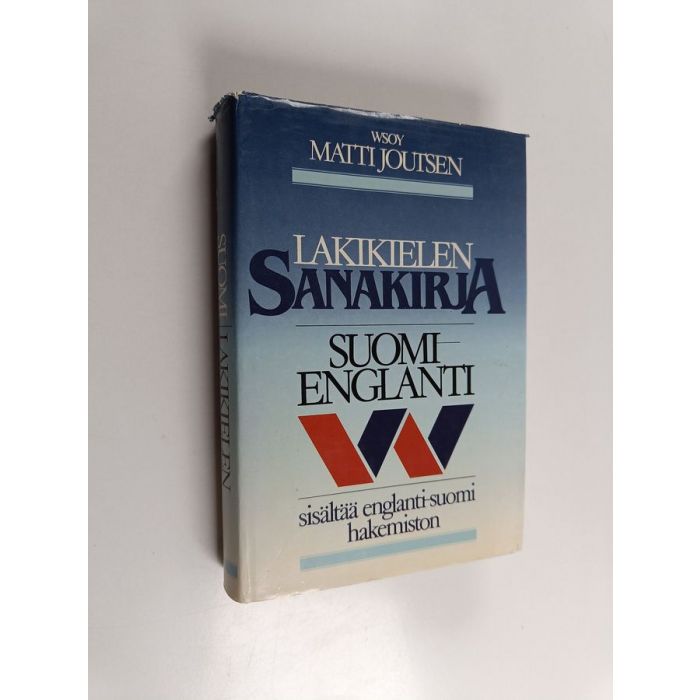 WSOY
MATTI JOUTSEN
LAKIKIELEN
SANAKIRJA
SUOMI–
ENGLANTI
sisältää englanti-suomi
hakemiston
SUOMI LAKIKIELEN